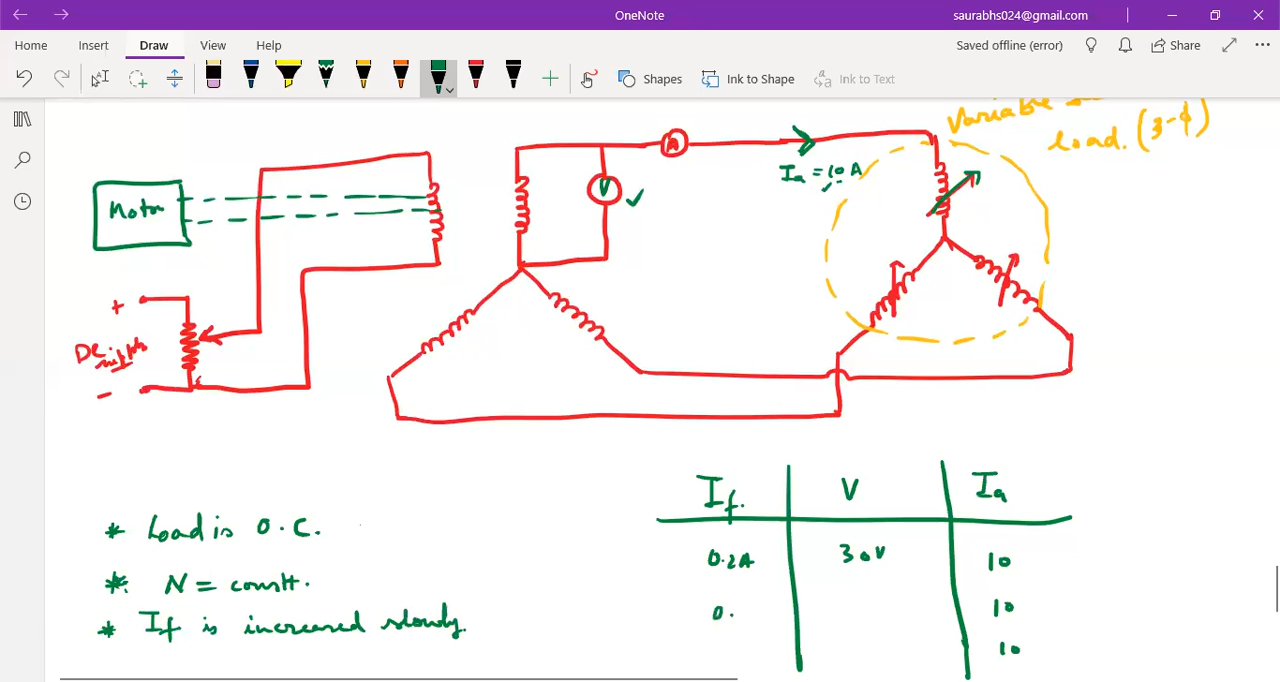 OneNote
saurabhs024@gmail.com
Home Insert Draw View Help
Saved offline (error)
Share
Shapes
Ink to Shape
Ink to Text
Variable
load. (3-ϕ)
A
Ia = 10 A
V
Motor
+
DC supply
-
If. V Ia
0.2A 30V 10
0. 10
10
* Load is O.C.
* N = constt.
* If is increased slowly.